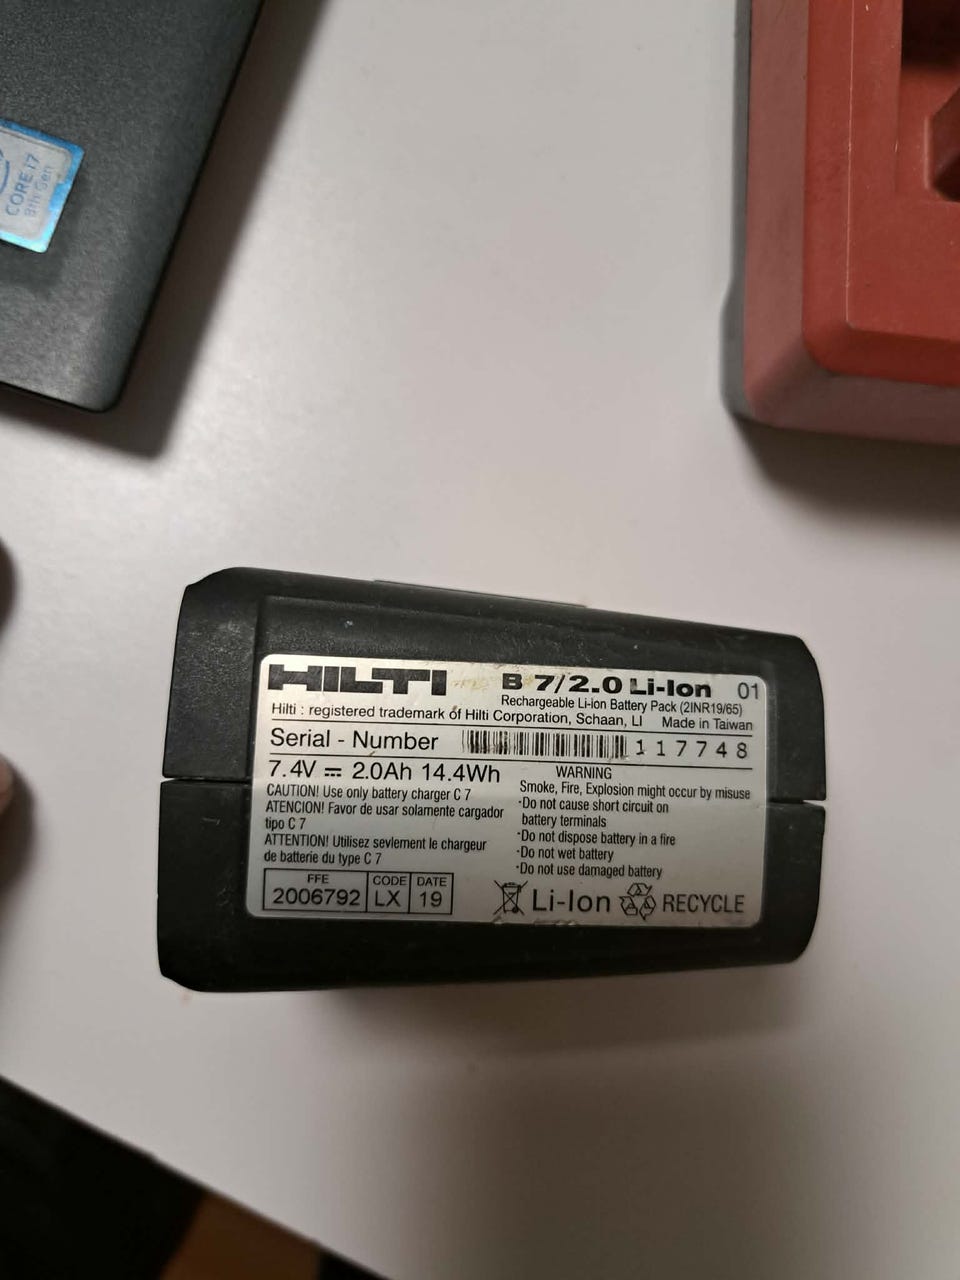 CORE i7
8th Gen
HILTI B 7/2.0 Li-Ion 01
Rechargeable Li-ion Battery Pack (2INR19/65)
Hilti : registered trademark of Hilti Corporation, Schaan, LI Made in Taiwan
Serial - Number 117748
7.4V ⎓ 2.0Ah 14.4Wh
CAUTION! Use only battery charger C 7
ATENCION! Favor de usar solamente cargador
tipo C 7
ATTENTION! Utilisez sevlement le chargeur
de batterie du type C 7
FFE CODE DATE
2006792 LX 19
WARNING
Smoke, Fire, Explosion might occur by misuse
·Do not cause short circuit on
battery terminals
·Do not dispose battery in a fire
·Do not wet battery
·Do not use damaged battery
Li-Ion RECYCLE